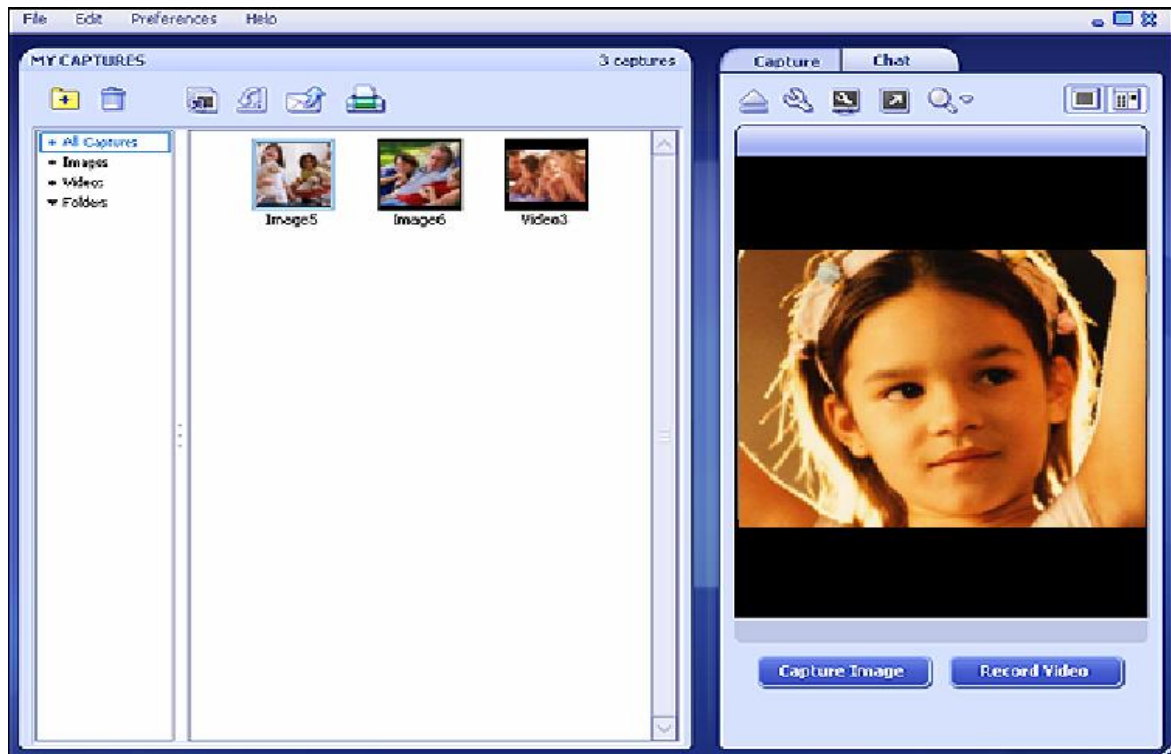 File Edit Preferences Help
MY CAPTURES 3 captures
Capture Chat
All Captures
Images
Videos
Folders
Image5 Image6 Video3
Capture Image Record Video